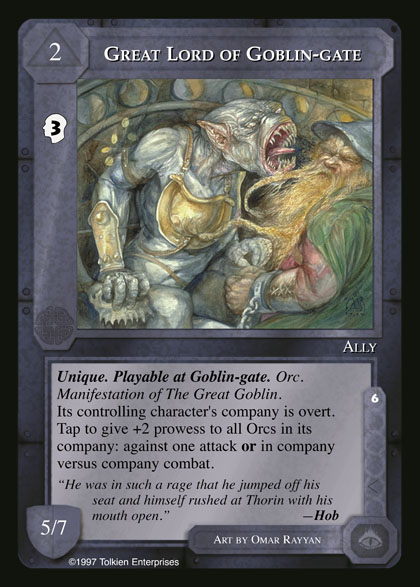 2
GREAT LORD OF GOBLIN-GATE
3
ALLY
Unique. Playable at Goblin-gate. Orc.
Manifestation of The Great Goblin.
Its controlling character's company is overt.
Tap to give +2 prowess to all Orcs in its
company: against one attack or in company
versus company combat.
6
"He was in such a rage that he jumped off his
seat and himself rushed at Thorin with his
mouth open." —Hob
5/7
ART BY OMAR RAYYAN
©1997 Tolkien Enterprises